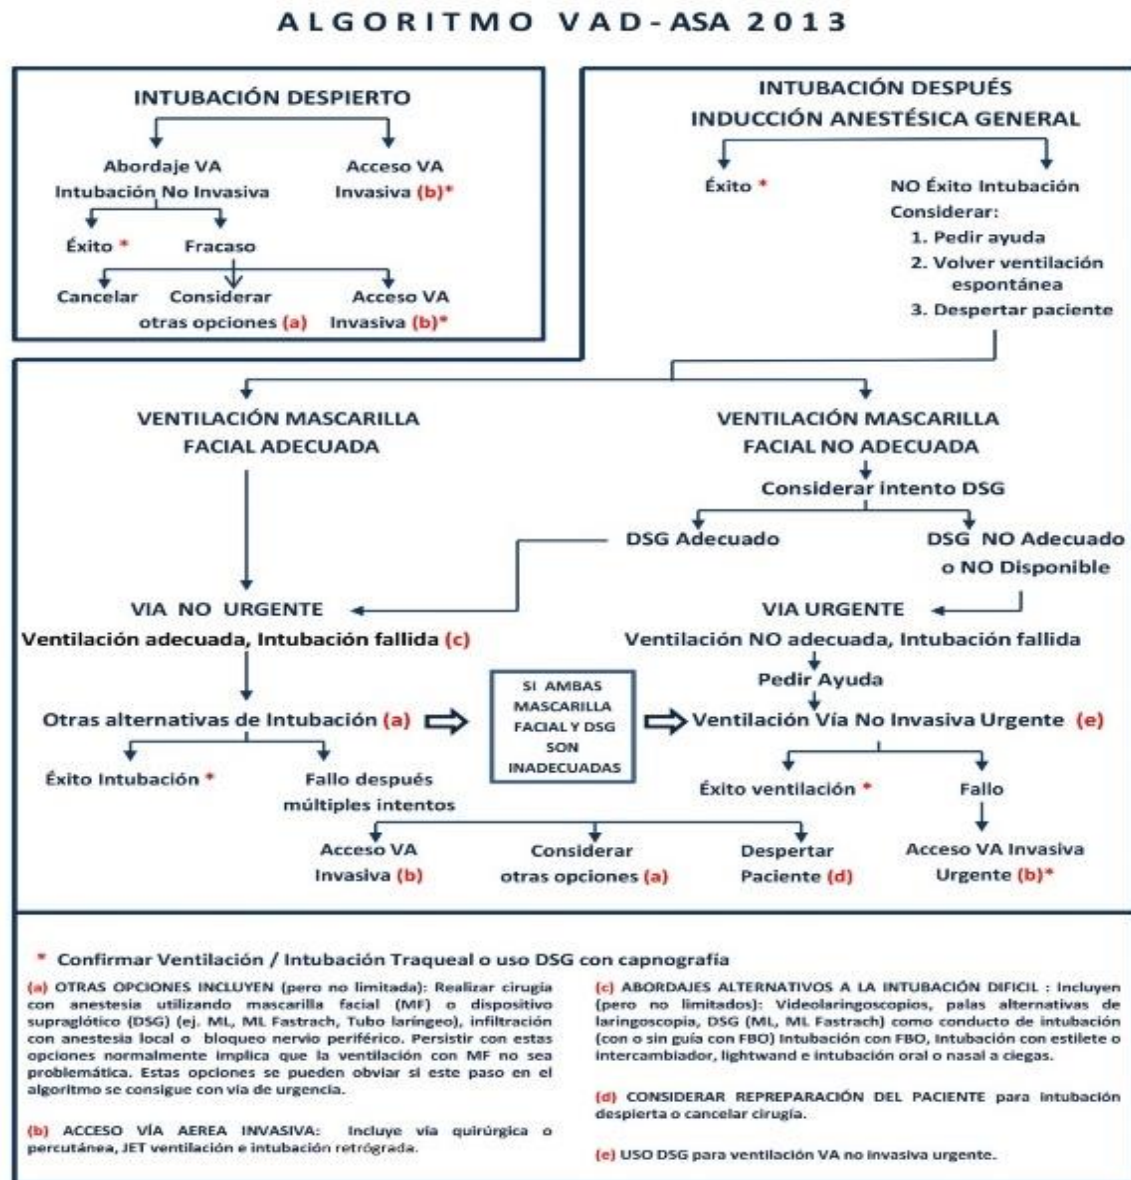 ALGORITMO VAD-ASA 2013
INTUBACIÓN DESPIERTO
Abordaje VA
Intubación No Invasiva
Acceso VA
Invasiva (b)*
Éxito *
Fracaso
Cancelar
Considerar
otras opciones (a)
Acceso VA
Invasiva (b)*
INTUBACIÓN DESPUÉS
INDUCCIÓN ANESTÉSICA GENERAL
Éxito *
NO Éxito Intubación
Considerar:
1. Pedir ayuda
2. Volver ventilación
espontánea
3. Despertar paciente
VENTILACIÓN MASCARILLA
FACIAL ADECUADA
VENTILACIÓN MASCARILLA
FACIAL NO ADECUADA
Considerar intento DSG
DSG Adecuado
DSG NO Adecuado
o NO Disponible
VIA NO URGENTE
Ventilación adecuada, Intubación fallida (c)
VIA URGENTE
Ventilación NO adecuada, Intubación fallida
Pedir Ayuda
Otras alternativas de Intubación (a)
SI AMBAS
MASCARILLA
FACIAL Y DSG
SON
INADECUADAS
Ventilación Vía No Invasiva Urgente (e)
Éxito Intubación *
Fallo después
múltiples intentos
Éxito ventilación *
Fallo
Acceso VA
Invasiva (b)
Considerar
otras opciones (a)
Despertar
Paciente (d)
Acceso VA Invasiva
Urgente (b)*
* Confirmar Ventilación / Intubación Traqueal o uso DSG con capnografía
(a) OTRAS OPCIONES INCLUYEN (pero no limitada): Realizar cirugía
con anestesia utilizando mascarilla facial (MF) o dispositivo
supraglótico (DSG) (ej. ML, ML Fastrach, Tubo laríngeo), infiltración
con anestesia local o bloqueo nervio periférico. Persistir con estas
opciones normalmente implica que la ventilación con MF no sea
problemática. Estas opciones se pueden obviar si este paso en el
algoritmo se consigue con vía de urgencia.
(b) ACCESO VÍA AEREA INVASIVA: Incluye vía quirúrgica o
percutánea, JET ventilación e intubación retrógrada.
(c) ABORDAJES ALTERNATIVOS A LA INTUBACIÓN DIFICIL : Incluyen
(pero no limitados): Videolaringoscopios, palas alternativas de
laringoscopia, DSG (ML, ML Fastrach) como conducto de intubación
(con o sin guía con FBO) Intubación con FBO, Intubación con estilete o
intercambiador, lightwand e intubación oral o nasal a ciegas.
(d) CONSIDERAR REPREPARACIÓN DEL PACIENTE para intubación
despierta o cancelar cirugía.
(e) USO DSG para ventilación VA no invasiva urgente.